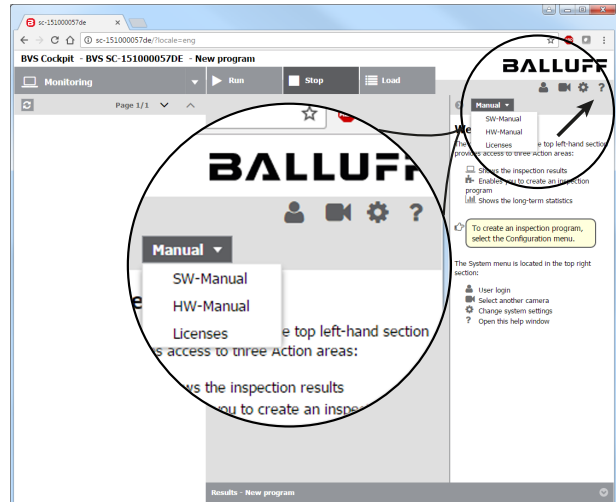 sc-151000057de
sc-151000057de/?locale=eng
BVS Cockpit - BVS SC-151000057DE - New program
BALLUFF
Monitoring
Run
Stop
Load
Page 1/1
?
Manual
SW-Manual
HW-Manual
Licenses
We
The
e top left-hand section
provides access to three Action areas:
Shows the inspection results
Enables you to create an inspection
program
Shows the long-term statistics
To create an inspection program,
select the Configuration menu.
The System menu is located in the top right
section:
User login
Select another camera
Change system settings
? Open this help window
BALLUFF
?
Manual
SW-Manual
HW-Manual
Licenses
e top left-hand section
s access to three Action areas:
ws the inspection results
you to create an inspec
Results - New program